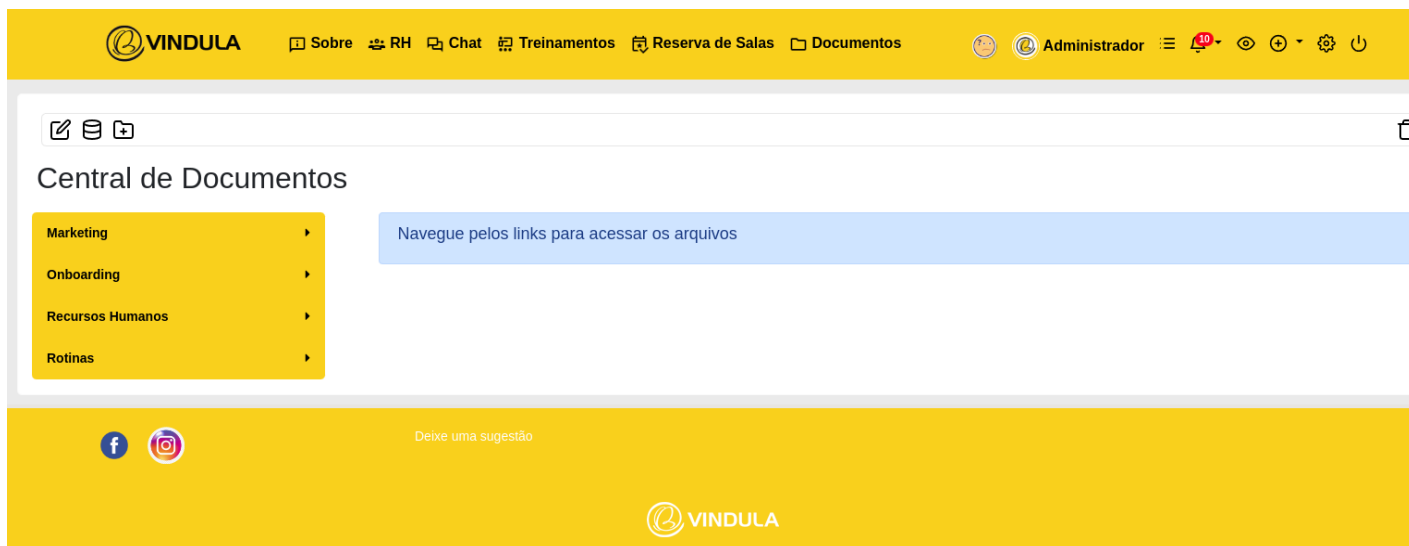 VINDULA
Sobre RH Chat Treinamentos Reserva de Salas Documentos
Administrador 10
Central de Documentos
Marketing
Onboarding
Recursos Humanos
Rotinas
Navegue pelos links para acessar os arquivos
Deixe uma sugestão
VINDULA